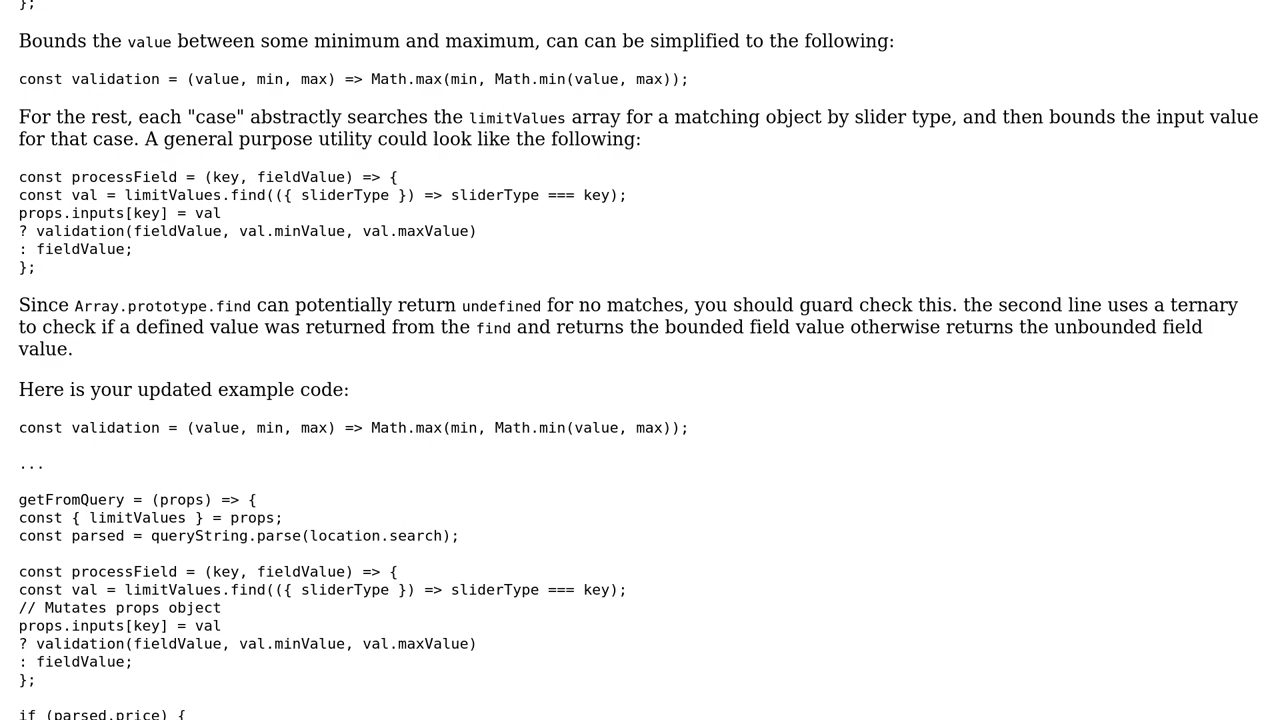 };
Bounds the value between some minimum and maximum, can can be simplified to the following:
const validation = (value, min, max) => Math.max(min, Math.min(value, max));
For the rest, each "case" abstractly searches the limitValues array for a matching object by slider type, and then bounds the input value
for that case. A general purpose utility could look like the following:
const processField = (key, fieldValue) => {
const val = limitValues.find(({ sliderType }) => sliderType === key);
props.inputs[key] = val
? validation(fieldValue, val.minValue, val.maxValue)
: fieldValue;
};
Since Array.prototype.find can potentially return undefined for no matches, you should guard check this. the second line uses a ternary
to check if a defined value was returned from the find and returns the bounded field value otherwise returns the unbounded field
value.
Here is your updated example code:
const validation = (value, min, max) => Math.max(min, Math.min(value, max));
...
getFromQuery = (props) => {
const { limitValues } = props;
const parsed = queryString.parse(location.search);
const processField = (key, fieldValue) => {
const val = limitValues.find(({ sliderType }) => sliderType === key);
// Mutates props object
props.inputs[key] = val
? validation(fieldValue, val.minValue, val.maxValue)
: fieldValue;
};
if (parsed.price) {